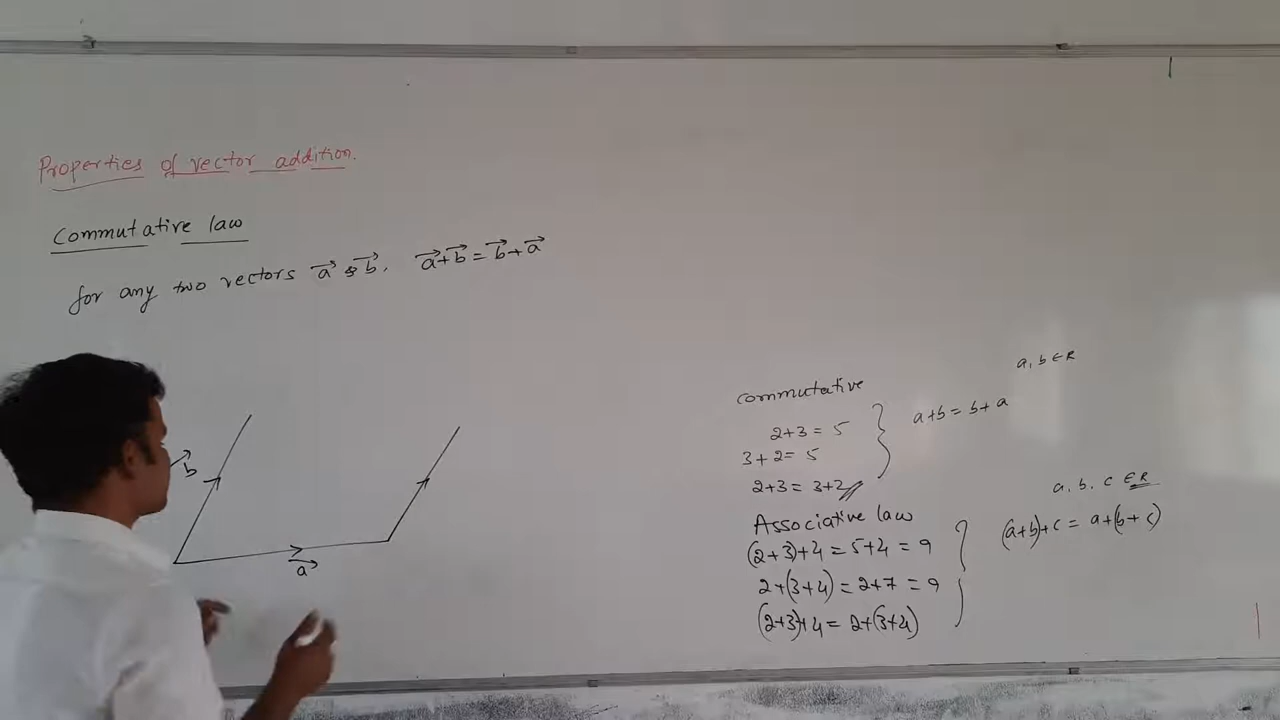 Properties of vector addition.
Commutative law
for any two vectors a⃗ & b⃗, a⃗+b⃗ = b⃗+a⃗
b⃗
a⃗
a, b ∈ R
commutative
2+3 = 5
3+2= 5
2+3 = 3+2
a+b = b+a
a, b, c ∈ R
Associative law
(2+3)+4 = 5+4 = 9
2+(3+4) = 2+7 = 9
(2+3)+4 = 2+(3+4)
(a+b)+c = a+(b+c)